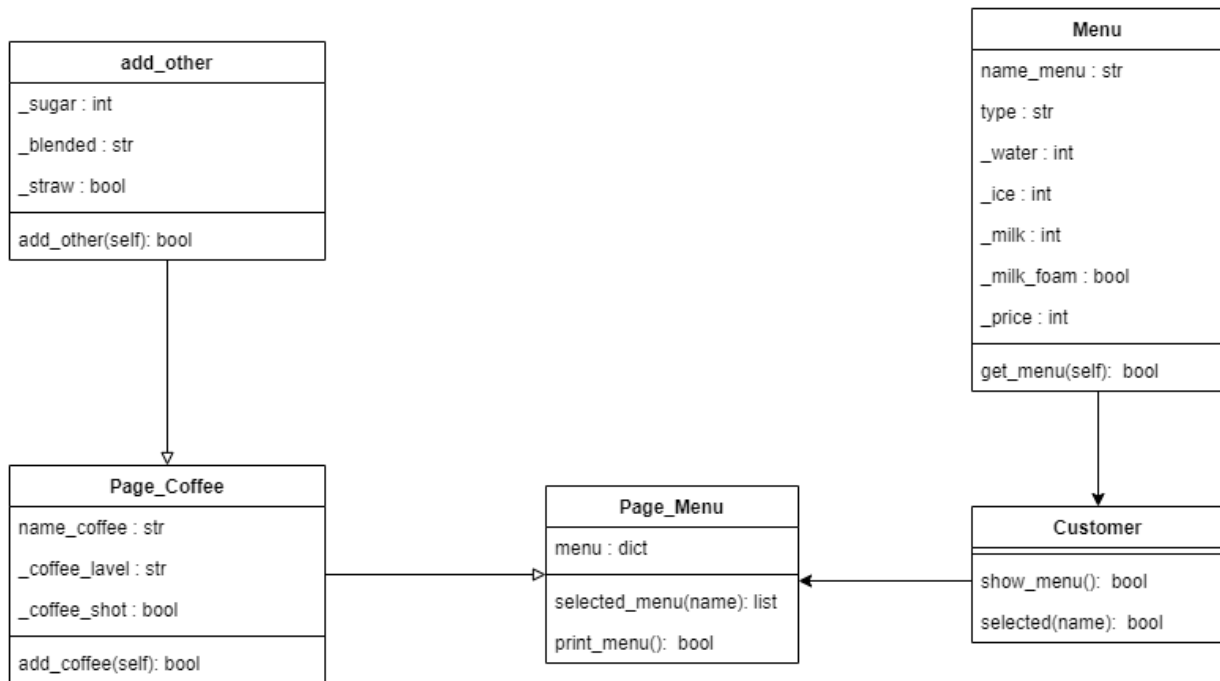 add_other
_sugar : int
_blended : str
_straw : bool
add_other(self): bool
Menu
name_menu : str
type : str
_water : int
_ice : int
_milk : int
_milk_foam : bool
_price : int
get_menu(self):  bool
Page_Coffee
name_coffee : str
_coffee_lavel : str
_coffee_shot : bool
add_coffee(self): bool
Page_Menu
menu : dict
selected_menu(name): list
print_menu():  bool
Customer
show_menu():  bool
selected(name):  bool